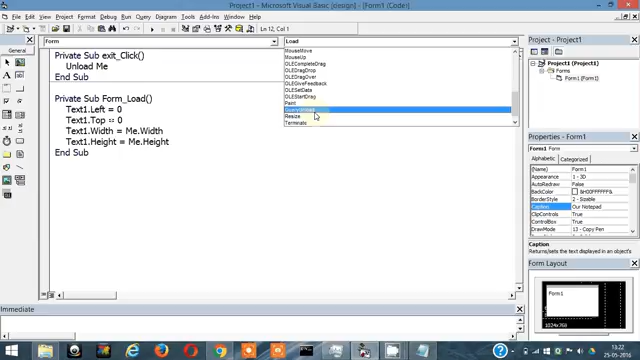 Project1 - Microsoft Visual Basic [design] - [Form1 (Code)]
File Edit View Project Format Debug Run Query Diagram Tools Add-Ins Window Help
Ln 12, Col 1
General
Form
Load
Private Sub exit_Click()
Unload Me
End Sub
Private Sub Form_Load()
Text1.Left = 0
Text1.Top = 0
Text1.Width = Me.Width
Text1.Height = Me.Height
End Sub
MouseMove
MouseUp
OLECompleteDrag
OLEDragDrop
OLEDragOver
OLEGiveFeedback
OLESetData
OLEStartDrag
Paint
QueryUnload
Resize
Terminate
Project - Project1
Project1 (Project1)
Forms
Form1 (Form1)
Properties - Form1
Form1 Form
Alphabetic Categorized
(Name) Form1
Appearance 1 - 3D
AutoRedraw False
BackColor &H00FFFFFF&
BorderStyle 2 - Sizable
Caption Our Notepad
ClipControls True
ControlBox True
DrawMode 13 - Copy Pen
Caption
Returns/sets the text displayed in an object's
Form Layout
Form1
1024x768
Immediate
13:22
25-05-2016